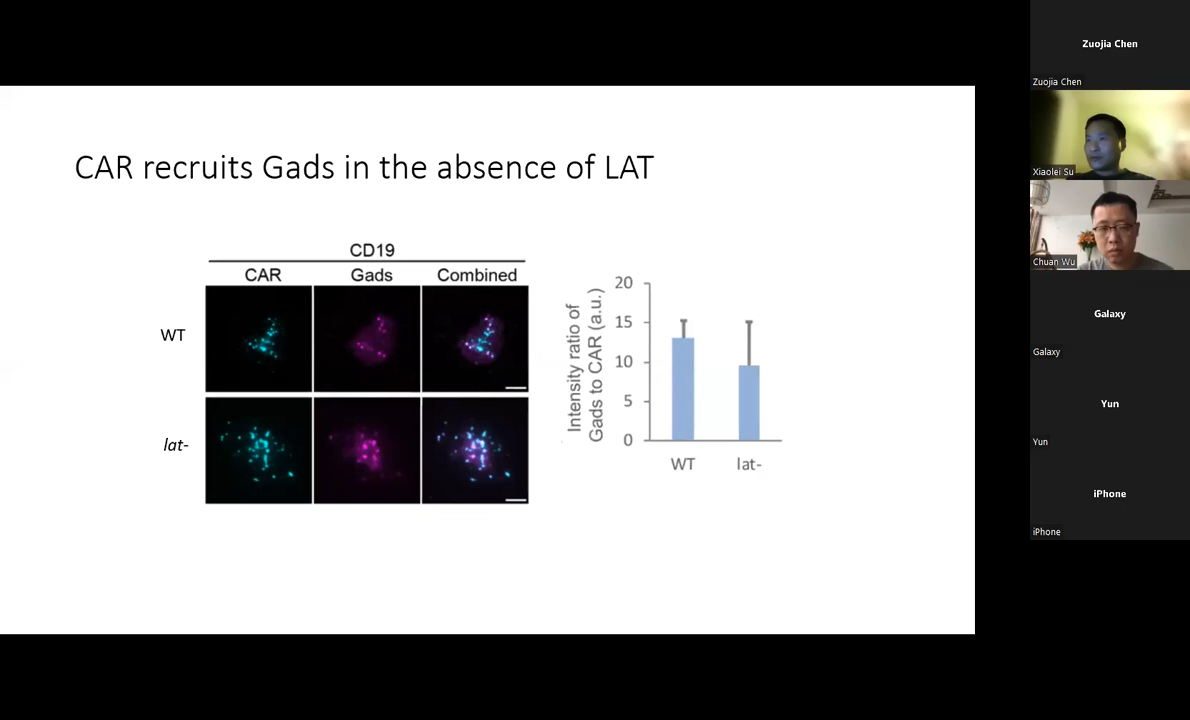 CAR recruits Gads in the absence of LAT
CD19
CAR Gads Combined
WT
lat-
Intensity ratio of
Gads to CAR (a.u.)
20
15
10
5
0
WT lat-
Zuojia Chen
Zuojia Chen
Xiaolei Su
Chuan Wu
Galaxy
Galaxy
Yun
Yun
iPhone
iPhone